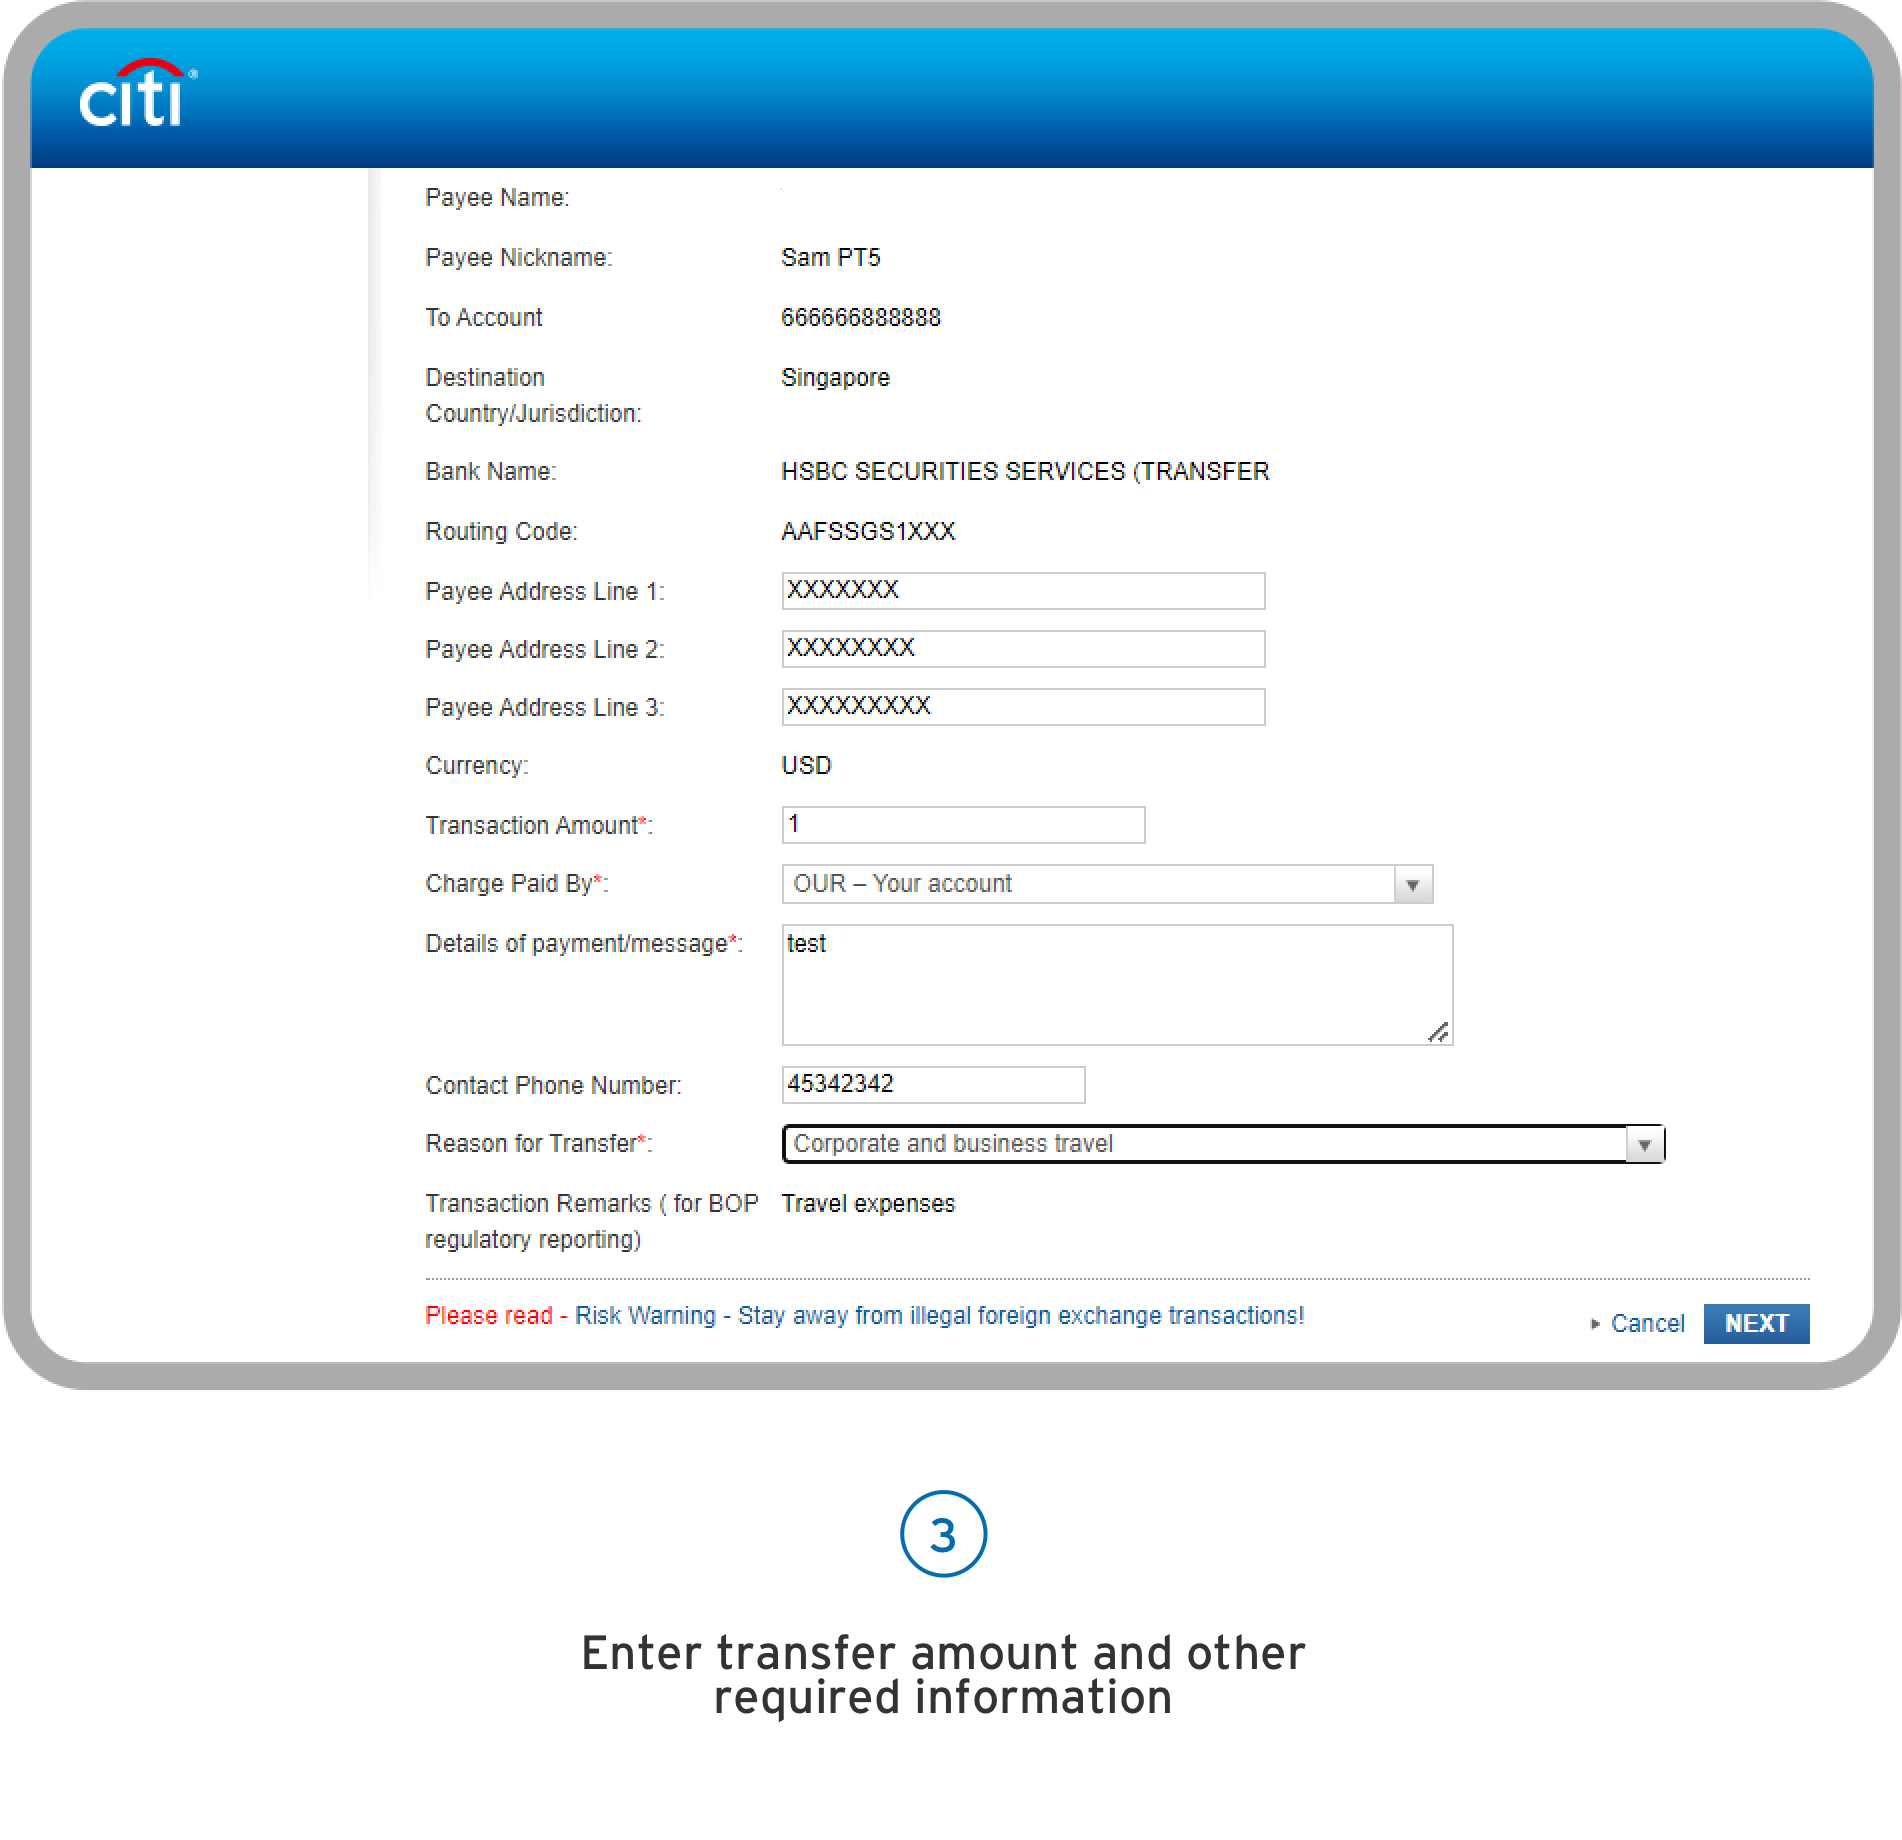 citi®
Payee Name:
Payee Nickname: Sam PT5
To Account 666666888888
Destination Singapore
Country/Jurisdiction:
Bank Name: HSBC SECURITIES SERVICES (TRANSFER
Routing Code: AAFSSGS1XXX
Payee Address Line 1: XXXXXXX
Payee Address Line 2: XXXXXXXX
Payee Address Line 3: XXXXXXXXX
Currency: USD
Transaction Amount*: 1
Charge Paid By*: OUR – Your account
Details of payment/message*: test
Contact Phone Number: 45342342
Reason for Transfer*: Corporate and business travel
Transaction Remarks ( for BOP Travel expenses
regulatory reporting)
Please read - Risk Warning - Stay away from illegal foreign exchange transactions! Cancel NEXT
3
Enter transfer amount and other
required information